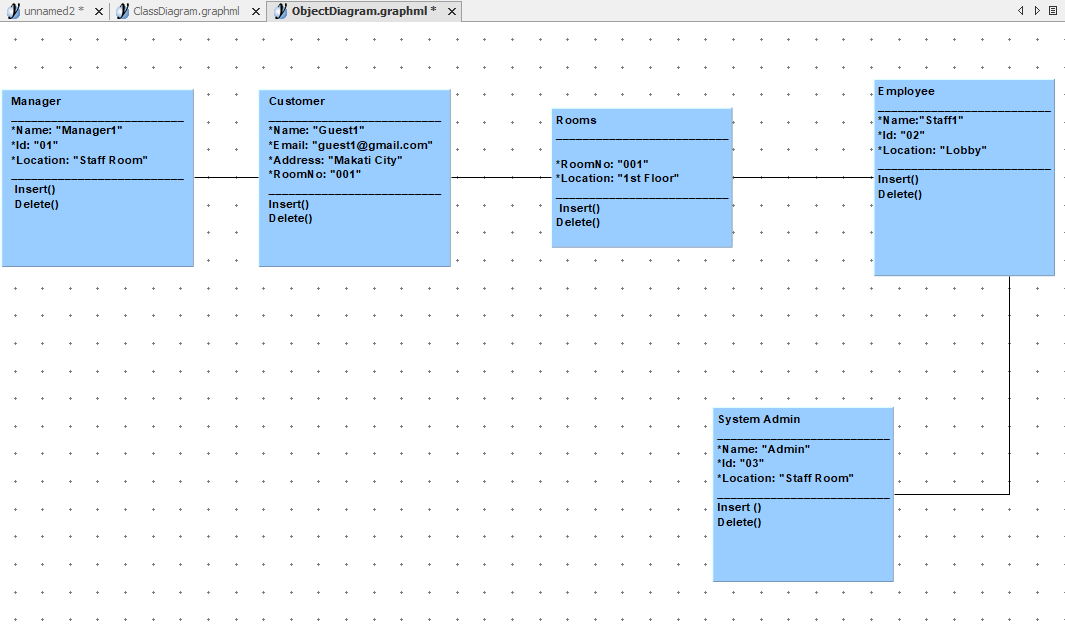 unnamed2 *
ClassDiagram.graphml
ObjectDiagram.graphml *
Manager
*Name: "Manager1"
*Id: "01"
*Location: "Staff Room"
Insert()
Delete()
Customer
*Name: "Guest1"
*Email: "guest1@gmail.com"
*Address: "Makati City"
*RoomNo: "001"
Insert()
Delete()
Rooms
*RoomNo: "001"
*Location: "1st Floor"
Insert()
Delete()
Employee
*Name:"Staff1"
*Id: "02"
*Location: "Lobby"
Insert()
Delete()
System Admin
*Name: "Admin"
*Id: "03"
*Location: "Staff Room"
Insert ()
Delete()